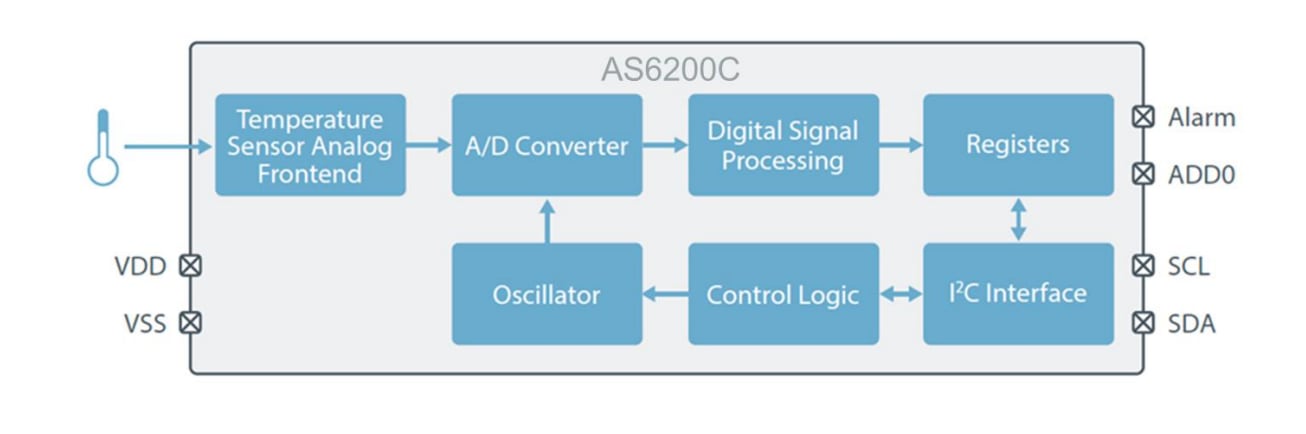 AS6200C
Temperature
Sensor Analog
Frontend
A/D Converter
Digital Signal
Processing
Registers
Alarm
ADD0
VDD
VSS
Oscillator
Control Logic
I²C Interface
SCL
SDA